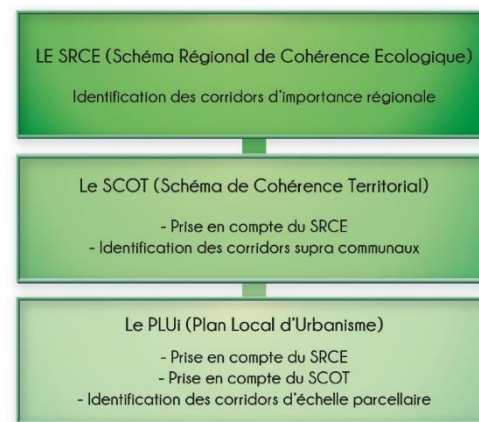 LE SRCE (Schéma Régional de Cohérence Ecologique)
Identification des corridors d'importance régionale
Le SCOT (Schéma de Cohérence Territorial)
- Prise en compte du SRCE
- Identification des corridors supra communaux
Le PLUi (Plan Local d'Urbanisme)
- Prise en compte du SRCE
- Prise en compte du SCOT
- Identification des corridors d'échelle parcellaire